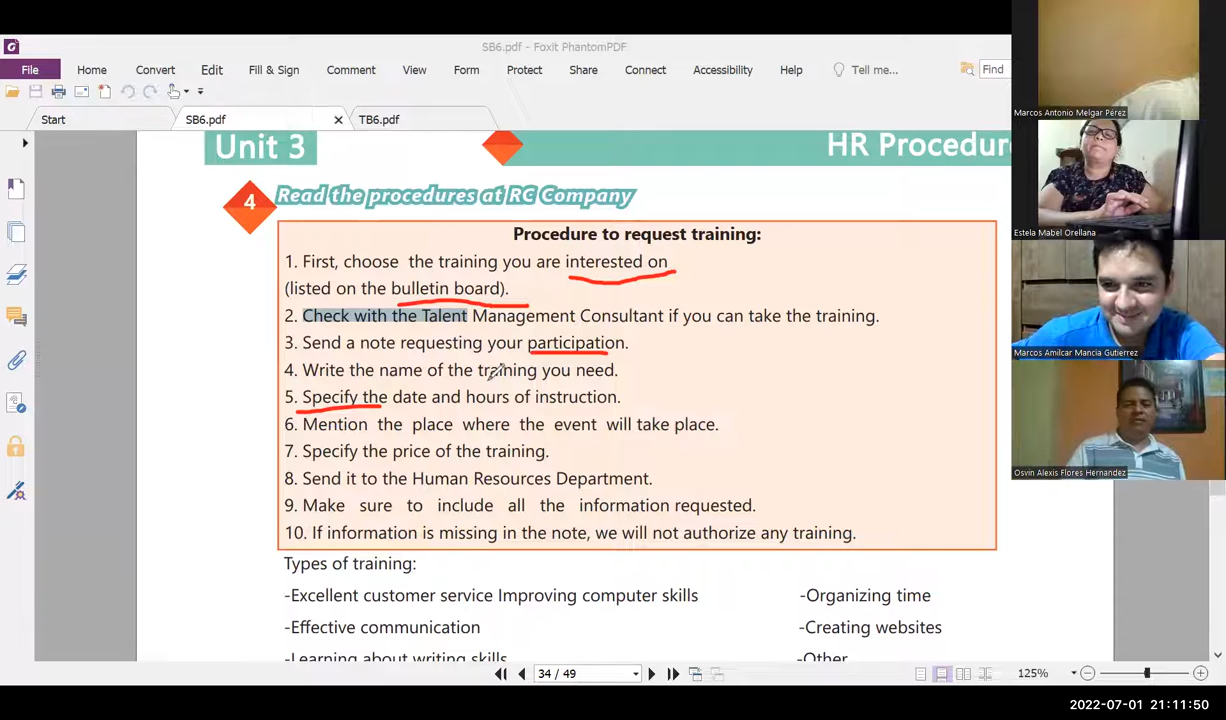 SB6.pdf - Foxit PhantomPDF
File Home Convert Edit Fill & Sign Comment View Form Protect Share Connect Accessibility Help Tell me... Find
Start SB6.pdf TB6.pdf
Unit 3
HR Procedur
4 Read the procedures at RC Company
Procedure to request training:
1. First, choose the training you are interested on
(listed on the bulletin board).
2. Check with the Talent Management Consultant if you can take the training.
3. Send a note requesting your participation.
4. Write the name of the training you need.
5. Specify the date and hours of instruction.
6. Mention the place where the event will take place.
7. Specify the price of the training.
8. Send it to the Human Resources Department.
9. Make sure to include all the information requested.
10. If information is missing in the note, we will not authorize any training.
Types of training:
-Excellent customer service Improving computer skills
-Organizing time
-Effective communication
-Creating websites
-Learning about writing skills
-Other
34 / 49
125%
Marcos Antonio Melgar Perez
Estela Mabel Orellana
Marcos Amilcar Mancia Gutierrez
Osvin Alexis Flores Hernandez
2022-07-01 21:11:50